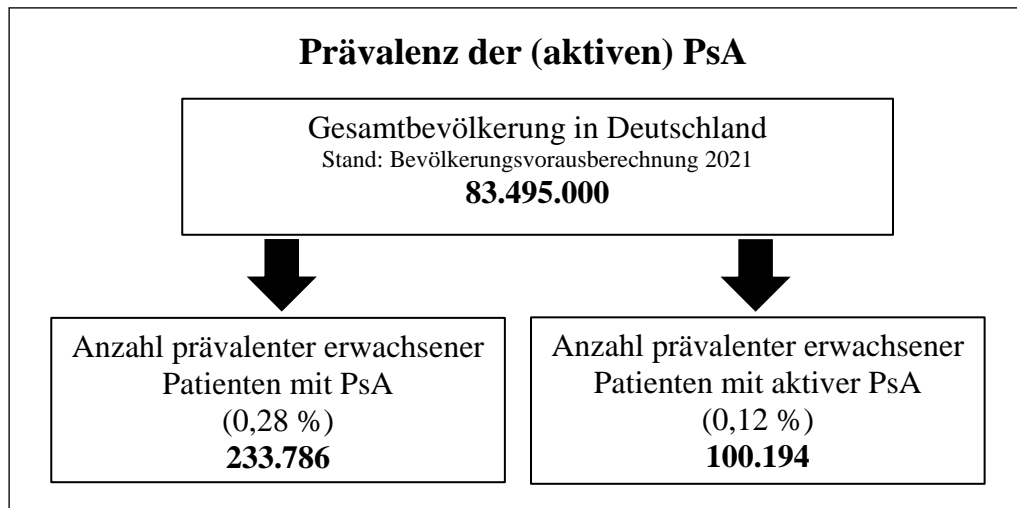 Prävalenz der (aktiven) PsA
Gesamtbevölkerung in Deutschland
Stand: Bevölkerungsvorausberechnung 2021
83.495.000
Anzahl prävalenter erwachsener
Patienten mit PsA
(0,28 %)
233.786
Anzahl prävalenter erwachsener
Patienten mit aktiver PsA
(0,12 %)
100.194